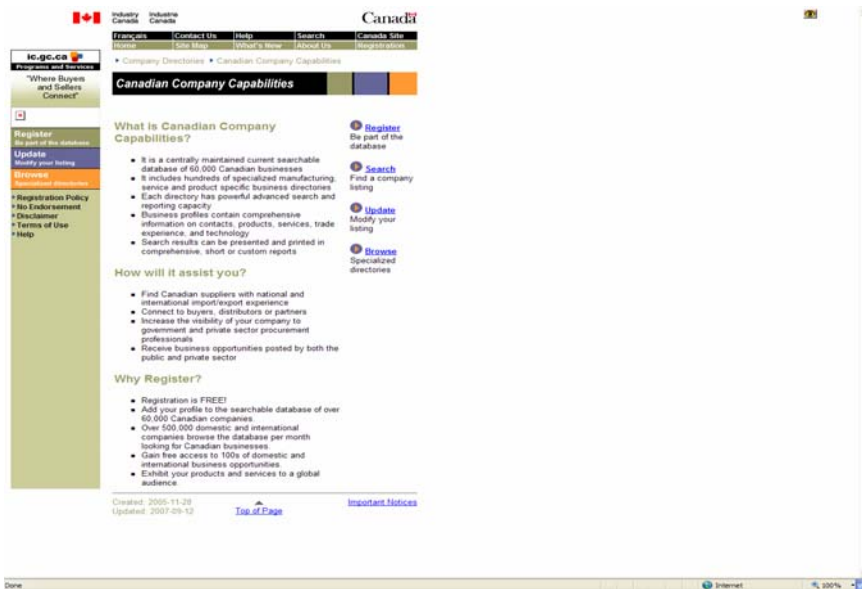 Industry Canada Industrie Canada Canada
Français Contact Us Help Search Canada Site
Home Site Map What's New About Us Registration
Company Directories Canadian Company Capabilities
ic.gc.ca
Programs and Services
"Where Buyers
and Sellers
Connect"
Register
Be part of the database
Update
Modify your listing
Browse
Specialized directories
Registration Policy
No Endorsement
Disclaimer
Terms of Use
Help
Canadian Company Capabilities
What is Canadian Company
Capabilities?
It is a centrally maintained current searchable
database of 60,000 Canadian businesses
It includes hundreds of specialized manufacturing,
service and product specific business directories
Each directory has powerful advanced search and
reporting capacity
Business profiles contain comprehensive
information on contacts, products, services, trade
experience, and technology
Search results can be presented and printed in
comprehensive, short or custom reports
How will it assist you?
Find Canadian suppliers with national and
international import/export experience
Connect to buyers, distributors or partners
Increase the visibility of your company to
government and private sector procurement
professionals
Receive business opportunities posted by both the
public and private sector
Why Register?
Registration is FREE!
Add your profile to the searchable database of over
60,000 Canadian companies.
Over 500,000 domestic and international
companies browse the database per month
looking for Canadian businesses.
Gain free access to 100s of domestic and
international business opportunities.
Exhibit your products and services to a global
audience.
Register
Be part of the
database
Search
Find a company
listing
Update
Modify your
listing
Browse
Specialized
directories
Created: 2005-11-28
Updated: 2007-09-12
Top of Page
Important Notices
Done Internet 100%